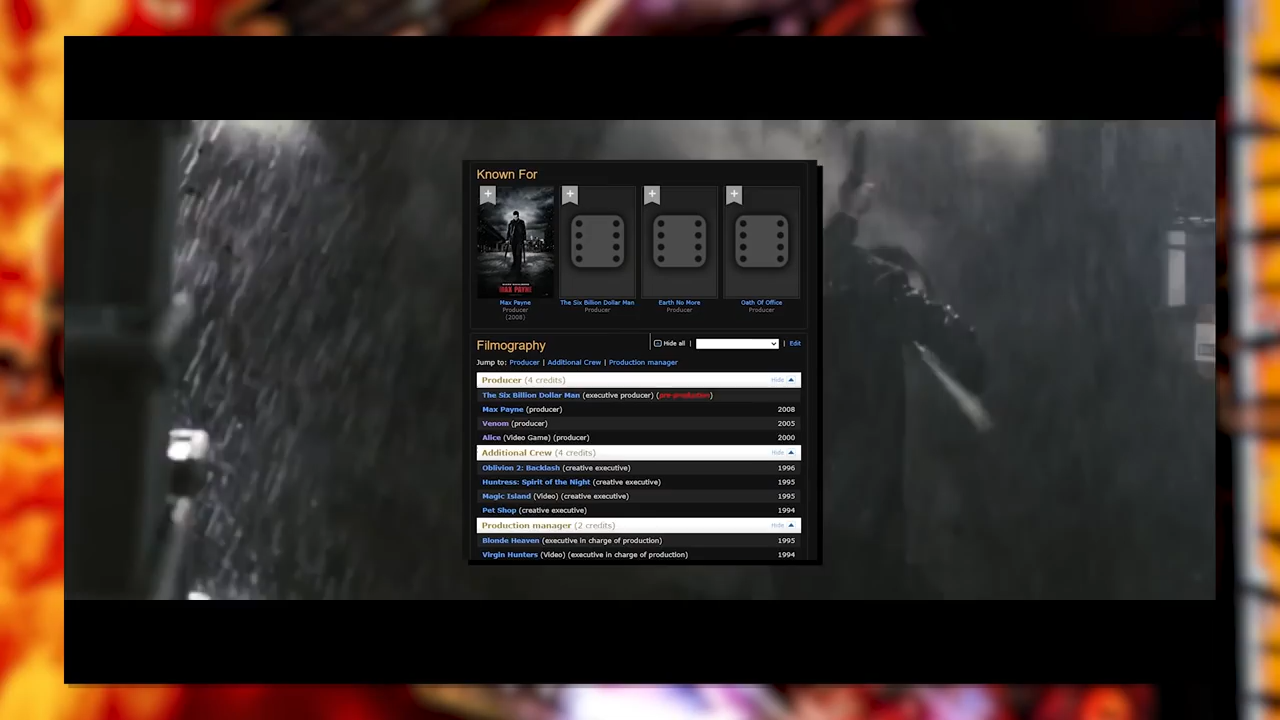 Known For
MAX PAYNE
Max Payne
Producer
(2008)
The Six Billion Dollar Man
Producer
Earth No More
Producer
Oath Of Office
Producer
Filmography
Hide all |
| Edit
Jump to: Producer | Additional Crew | Production manager
Producer (4 credits) Hide
The Six Billion Dollar Man (executive producer) (pre-production)
Max Payne (producer) 2008
Venom (producer) 2005
Alice (Video Game) (producer) 2000
Additional Crew (4 credits) Hide
Oblivion 2: Backlash (creative executive) 1996
Huntress: Spirit of the Night (creative executive) 1995
Magic Island (Video) (creative executive) 1995
Pet Shop (creative executive) 1994
Production manager (2 credits) Hide
Blonde Heaven (executive in charge of production) 1995
Virgin Hunters (Video) (executive in charge of production) 1994